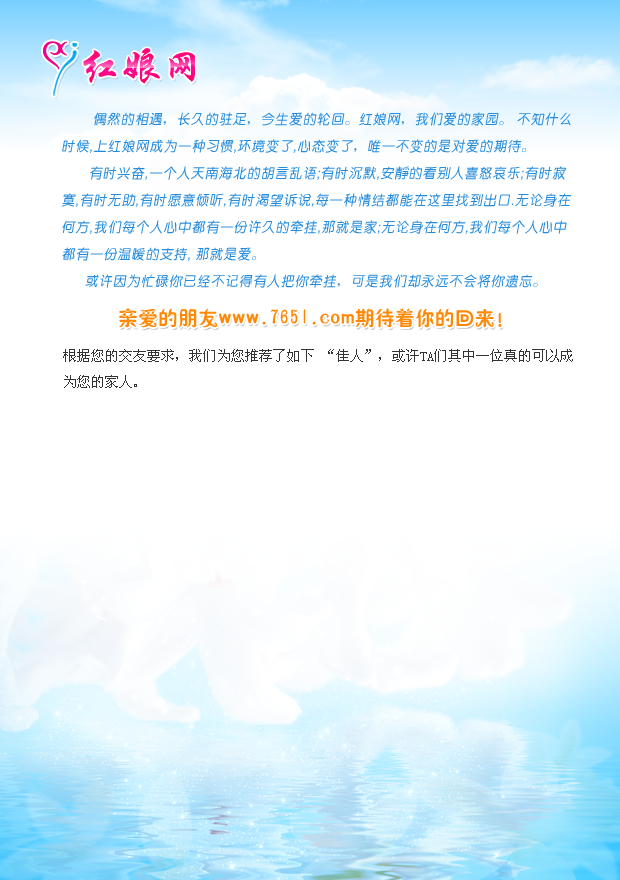 红娘网
偶然的相遇，长久的驻足，今生爱的轮回。红娘网，我们爱的家园。 不知什么
时候,上红娘网成为一种习惯,环境变了,心态变了，唯一不变的是对爱的期待。
有时兴奋,一个人天南海北的胡言乱语;有时沉默,安静的看别人喜怒哀乐;有时寂
寞,有时无助,有时愿意倾听,有时渴望诉说,每一种情结都能在这里找到出口.无论身在
何方,我们每个人心中都有一份许久的牵挂,那就是家;无论身在何方,我们每个人心中
都有一份温暖的支持, 那就是爱。
或许因为忙碌你已经不记得有人把你牵挂，可是我们却永远不会将你遗忘。
亲爱的朋友www.7651.com期待着你的回来!
根据您的交友要求，我们为您推荐了如下 “佳人”，或许TA们其中一位真的可以成
为您的家人。